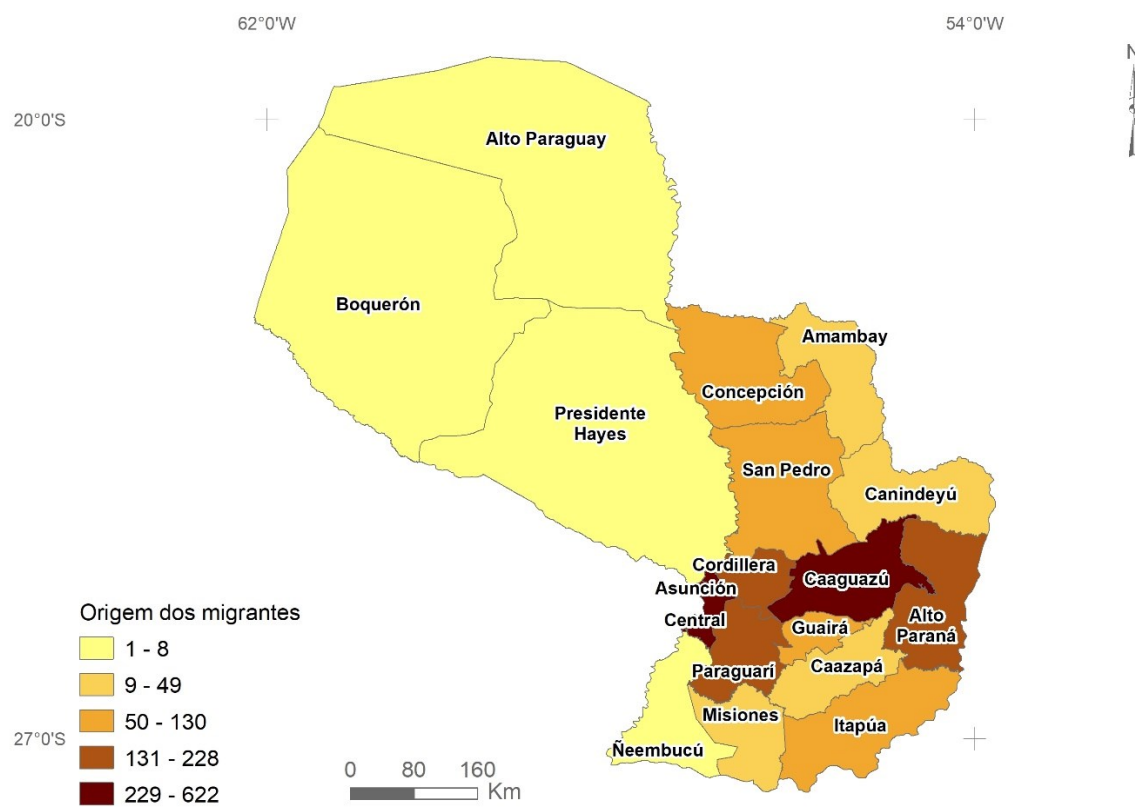 62°0'W
54°0'W
N
20°0'S
Alto Paraguay
Boquerón
Amambay
Concepción
Presidente
Hayes
San Pedro
Canindeyú
Cordillera
Asunción
Caaguazú
Central
Guairá
Alto
Paraná
Paraguarí
Caazapá
Misiones
Itapúa
Ñeembucú
27°0'S
Origem dos migrantes
1 - 8
9 - 49
50 - 130
131 - 228
229 - 622
0 80 160
Km